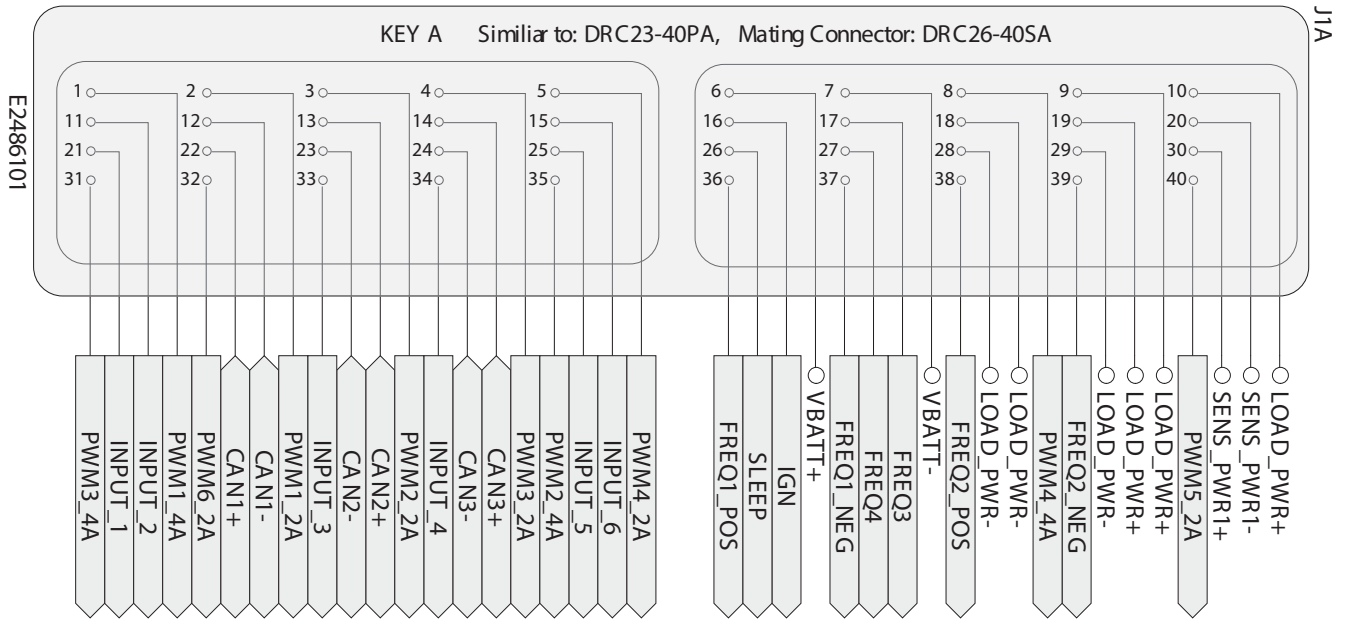 J1A
KEY A Similiar to: DRC23-40PA, Mating Connector: DRC26-40SA
E2486101
1 2 3 4 5 6 7 8 9 10
11 12 13 14 15 16 17 18 19 20
21 22 23 24 25 26 27 28 29 30
31 32 33 34 35 36 37 38 39 40
PWM3_4A
INPUT_1
INPUT_2
PWM1_4A
PWM6_2A
CAN1+
CAN1-
PWM1_2A
INPUT_3
CAN2-
CAN2+
PWM2_2A
INPUT_4
CAN3-
CAN3+
PWM3_2A
PWM2_4A
INPUT_5
INPUT_6
PWM4_2A
FREQ1_POS
SLEEP
IGN
VBATT+
FREQ1_NEG
FREQ4
FREQ3
VBATT-
FREQ2_POS
LOAD_PWR-
LOAD_PWR-
PWM4_4A
FREQ2_NEG
LOAD_PWR-
LOAD_PWR+
LOAD_PWR+
PWM5_2A
SENS_PWR1+
SENS_PWR1-
LOAD_PWR+